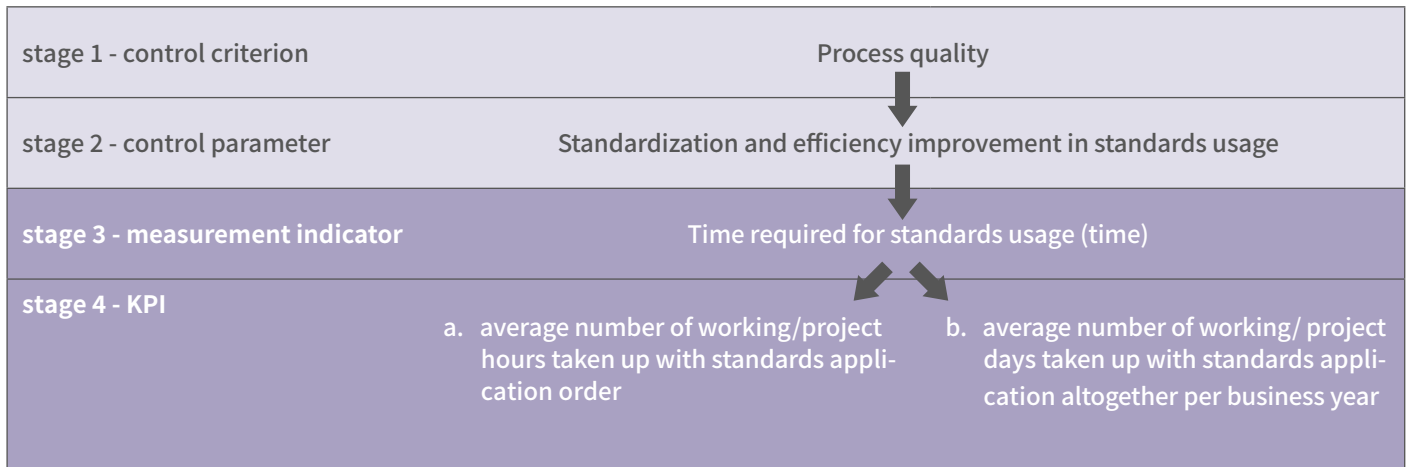 stage 1 - control criterion
Process quality
stage 2 - control parameter
Standardization and efficiency improvement in standards usage
stage 3 - measurement indicator
Time required for standards usage (time)
stage 4 - KPI
a. average number of working/project
hours taken up with standards appli-
cation order
b. average number of working/ project
days taken up with standards appli-
cation altogether per business year